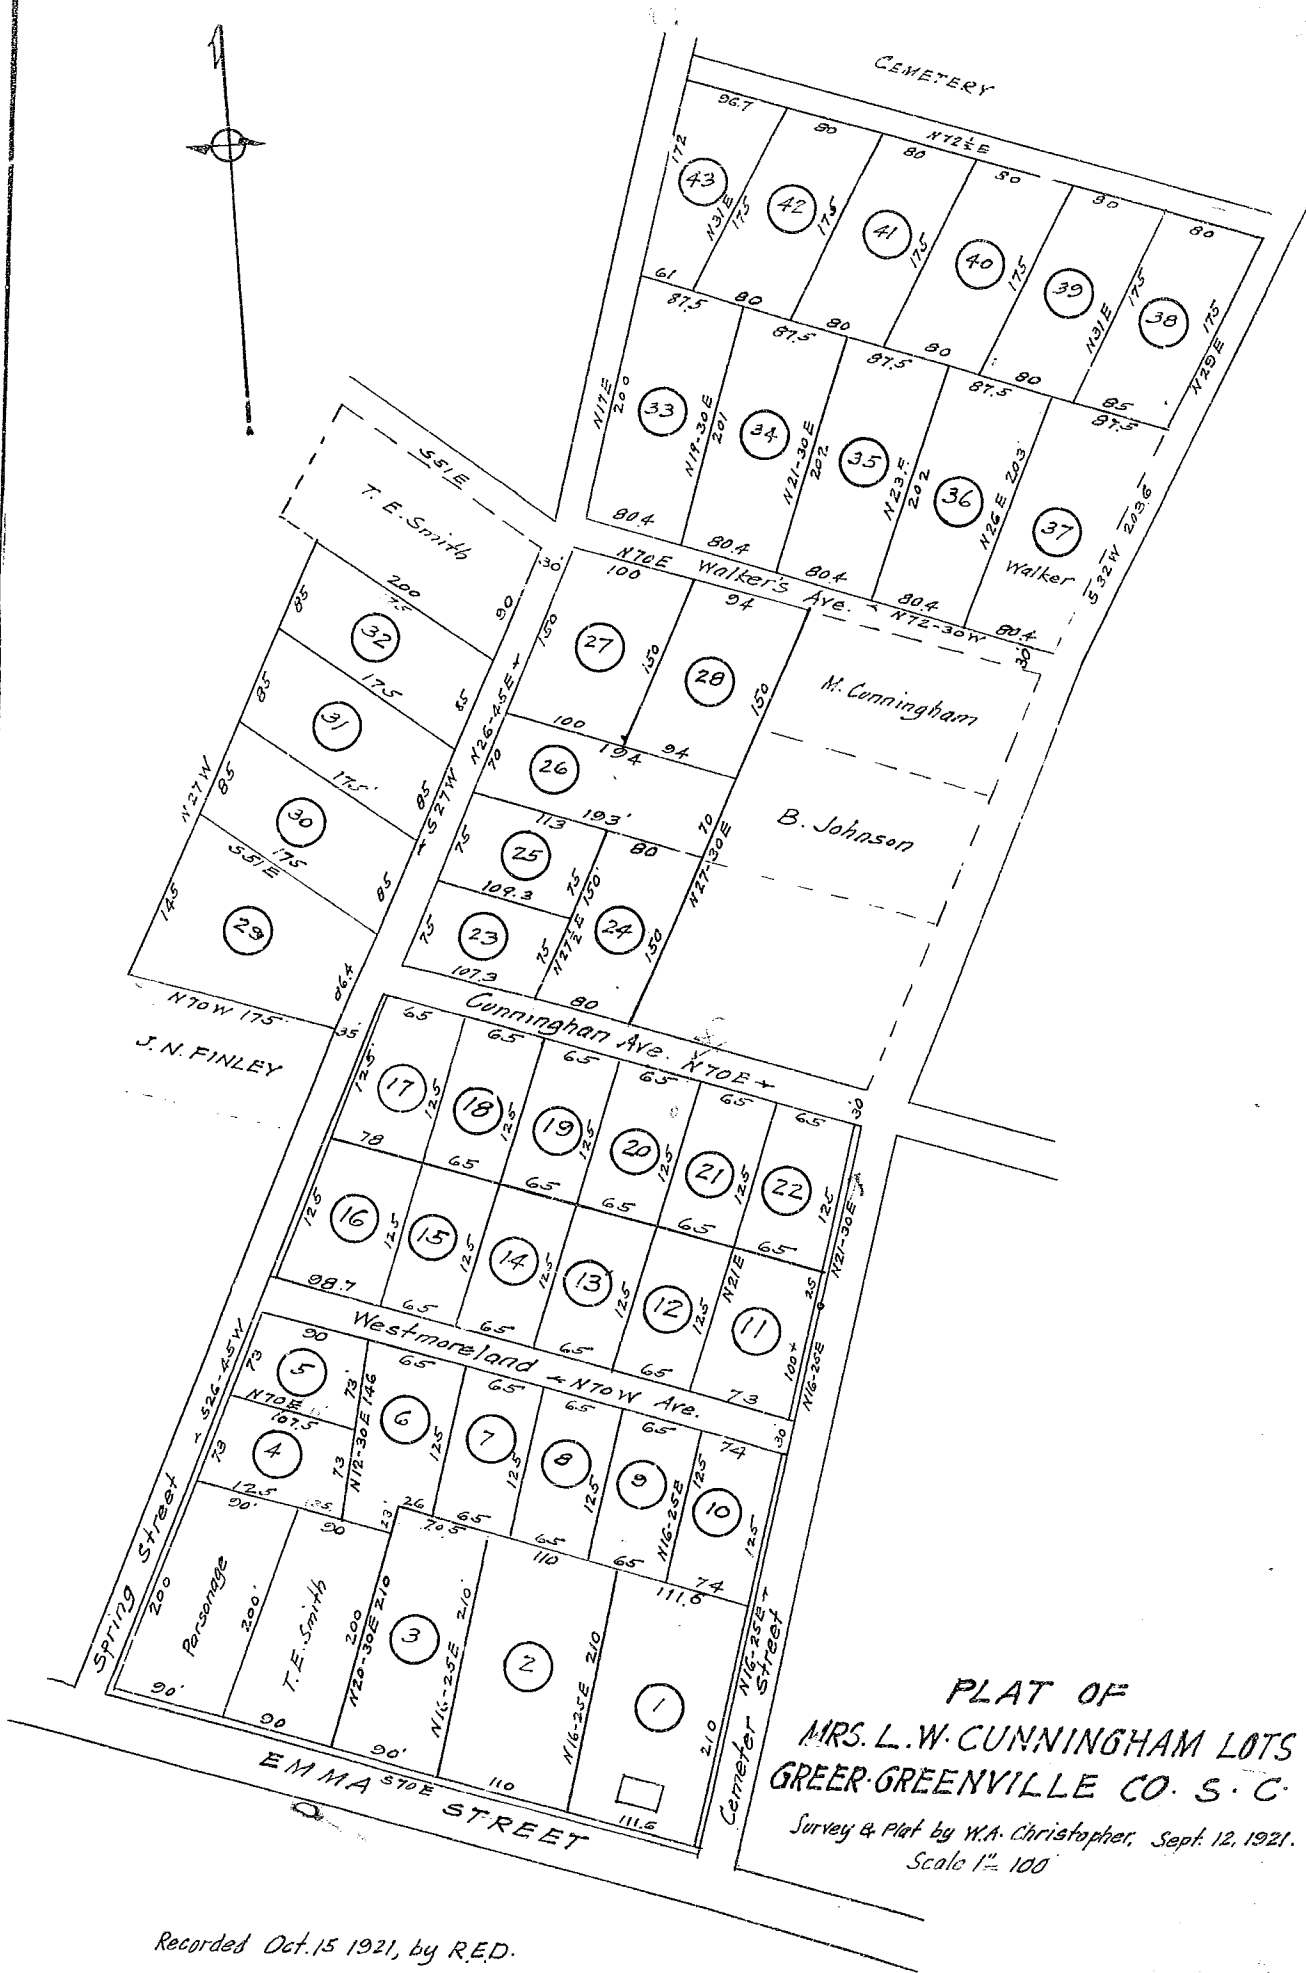 CEMETERY
N72½E
96.7 80 80 80 80 80
172 N31E 175 175 175 175 N31E 175 175 N29E
43 42 41 40 39 38
61 80 80 80 80 85
87.5 87.5 87.5 87.5 87.5
N17E 200 N19-30E 201 N21-30E 202 N23.E 202 N26E 203 S32W 203.6
33 34 35 36 37
Walker
80.4 80.4 80.4 80.4 80.4
N70E Walker's Ave. N72-30W
30' 30'
S51E
T. E. Smith
200
90
85 32 175
85 31 175 85
85 30 175 85
N27W S27W N26-45E
S51E
145 29 85
86.4
N70W 175
35'
J. N. FINLEY
100 94
150 27 150 28 150
100 94
194
70 26 70
193'
113 80
75 25 75 150'
109.3
75 23 75 24 150
N27½E N27-30E
107.3 80
M. Cunningham
B. Johnson
Cunninghan Ave. N70E
65 65 65 65 65 65
30'
125 17 125 18 125 19 125 20 125 21 125 22 125
N21-30E
78 65 65 65 65 65
125 16 125 15 125 14 125 13 125 12 125 N21E 11 25
100+
N16-25E
98.7 65 65 65 65 73
Westmoreland N70W Ave.
30'
S26-45W
90 65 65 65 65 74
73 5 73'
N70E
107.5
73 4 73
N12-30E 146
6 125 7 125 8 125 9 N16-25E 125 10 125
125
26 65 65 65 74
90' 90 23' 70.5 110 111.6
200 Parsonage 200' T. E. Smith 200 N20-30E 210 3 N16-25E 210' 2 N16-25E 210 1 210
N16-25E
Spring Street
Cemeter Street
90' 90 90' 110 111.6
EMMA S70E STREET
PLAT OF
MRS. L. W. CUNNINGHAM LOTS
GREER-GREENVILLE CO. S. C.
Survey & Plat by W.A. Christopher, Sept. 12, 1921.
Scale 1"= 100'
Recorded Oct. 15 1921, by R.E.D.